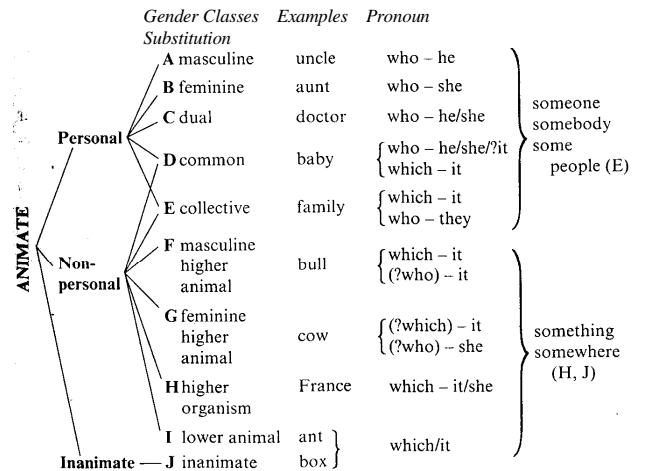 Gender Classes Examples Pronoun
Substitution
A masculine uncle who – he
B feminine aunt who – she
C dual doctor who – he/she
someone
somebody
some
people (E)
Personal
D common baby who – he/she/?it
which – it
E collective family which – it
who – they
ANIMATE
Non-
personal
F masculine
higher
animal
bull which – it
(?who) – it
G feminine
higher
animal
cow (?which) – it
(?who) – she
something
somewhere
(H, J)
H higher
organism
France which – it/she
I lower animal ant
which/it
Inanimate J inanimate box